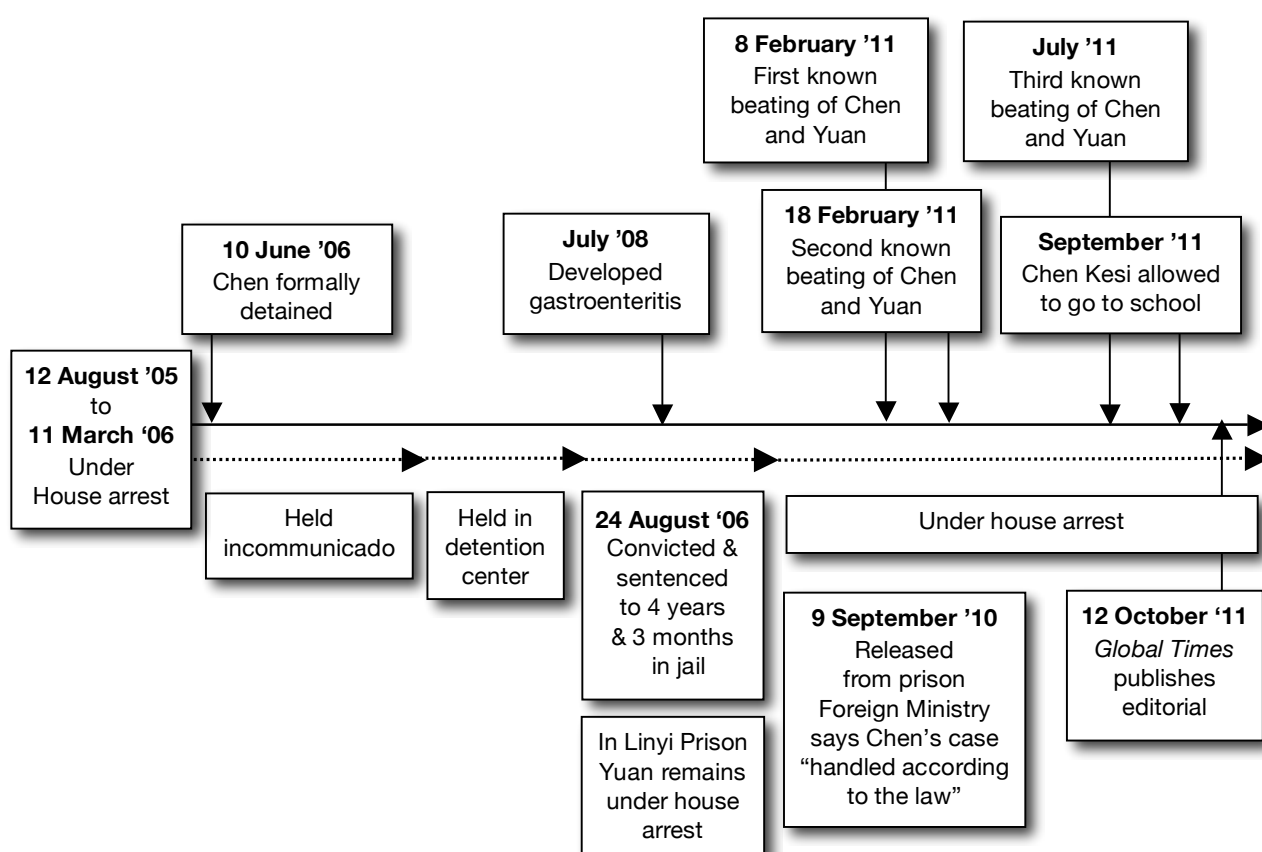 8 February ’11
First known
beating of Chen
and Yuan
July ’11
Third known
beating of Chen
and Yuan
18 February ’11
Second known
beating of Chen
and Yuan
10 June ’06
Chen formally
detained
July ’08
Developed
gastroenteritis
September ’11
Chen Kesi allowed
to go to school
12 August ’05
to
11 March ‘06
Under
House arrest
Held
incommunicado
Held in
detention
center
24 August ‘06
Convicted &
sentenced
to 4 years
& 3 months
in jail
Under house arrest
9 September ’10
Released
from prison
Foreign Ministry
says Chen’s case
“handled according
to the law”
12 October ‘11
Global Times
publishes
editorial
In Linyi Prison
Yuan remains
under house
arrest